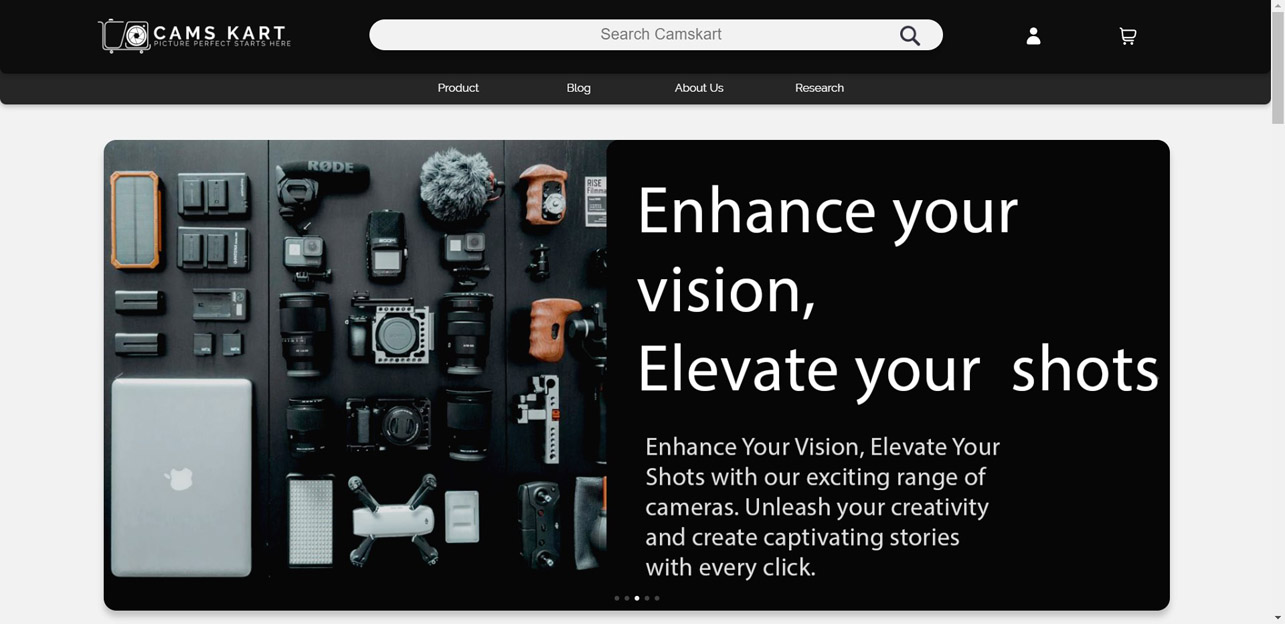 CAMS KART
PICTURE PERFECT STARTS HERE
Search Camskart
Product
Blog
About Us
Research
RØDE
RISE
Filmma
ZOOM
Enhance your
vision,
Elevate your shots
Enhance Your Vision, Elevate Your
Shots with our exciting range of
cameras. Unleash your creativity
and create captivating stories
with every click.